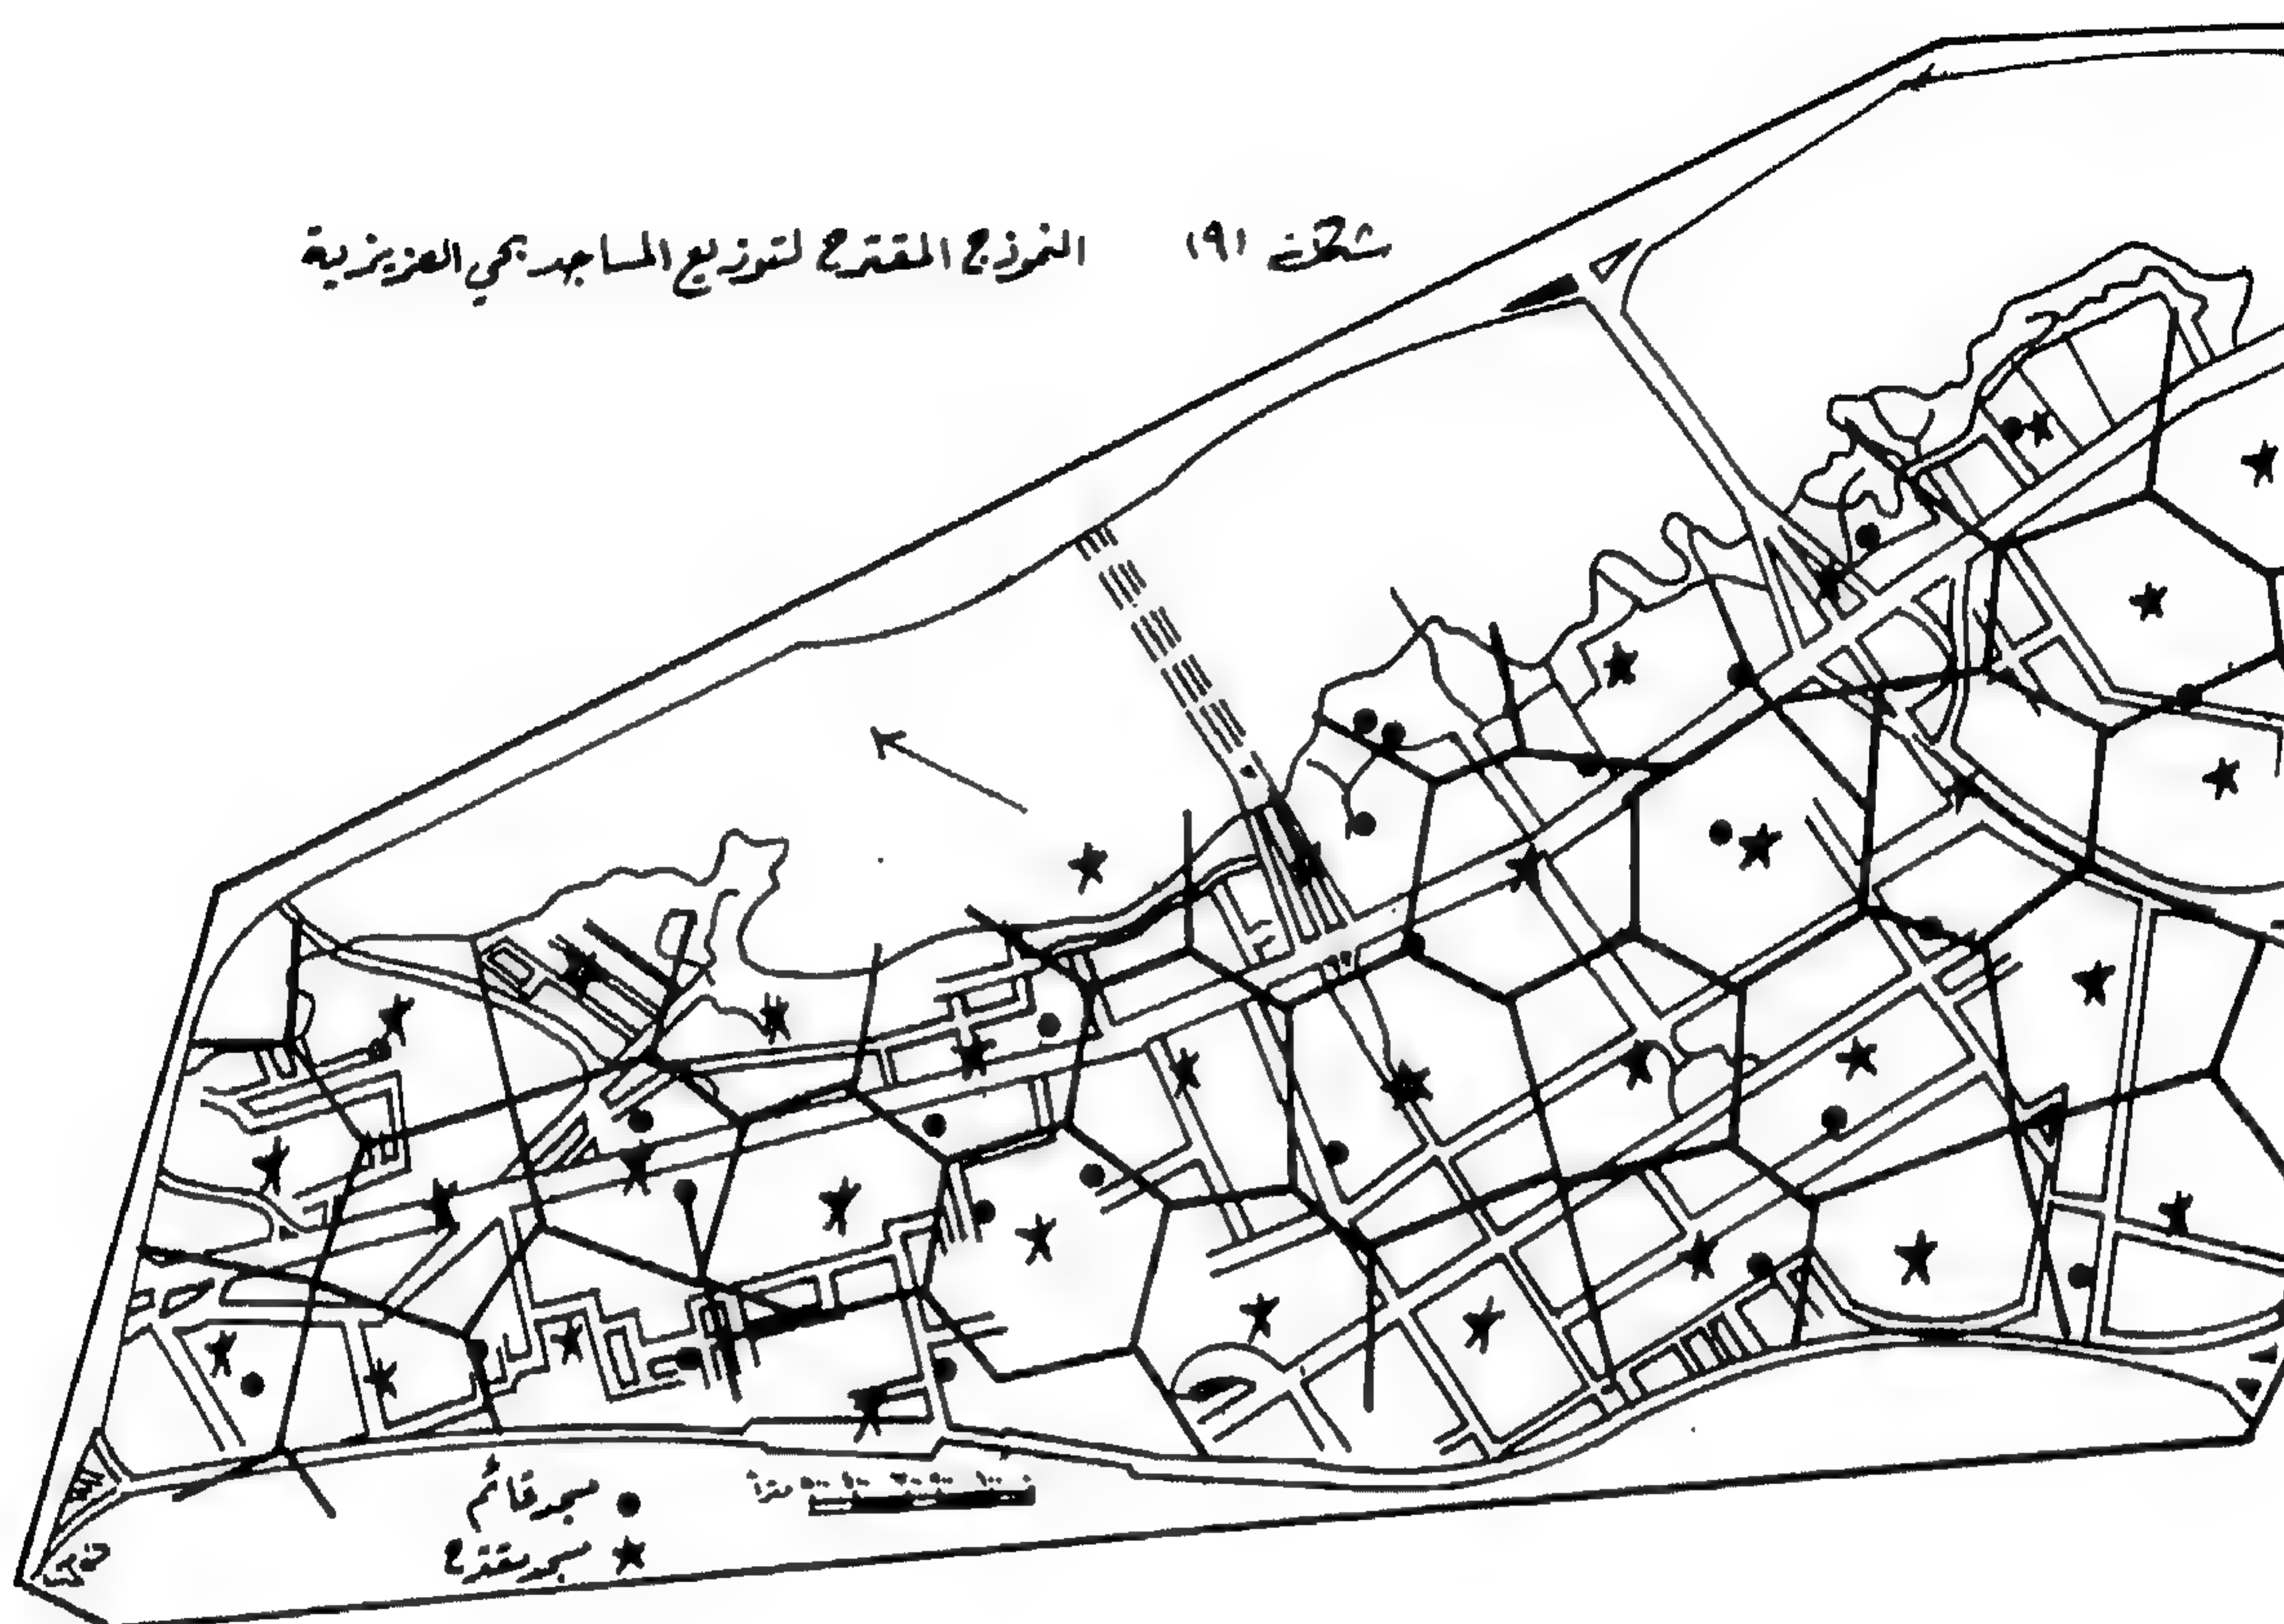 شكل (٩) النموذج المقترح لتوزيع المساجد بحي العزيزية
مسجد قائم
مسجد مقترح